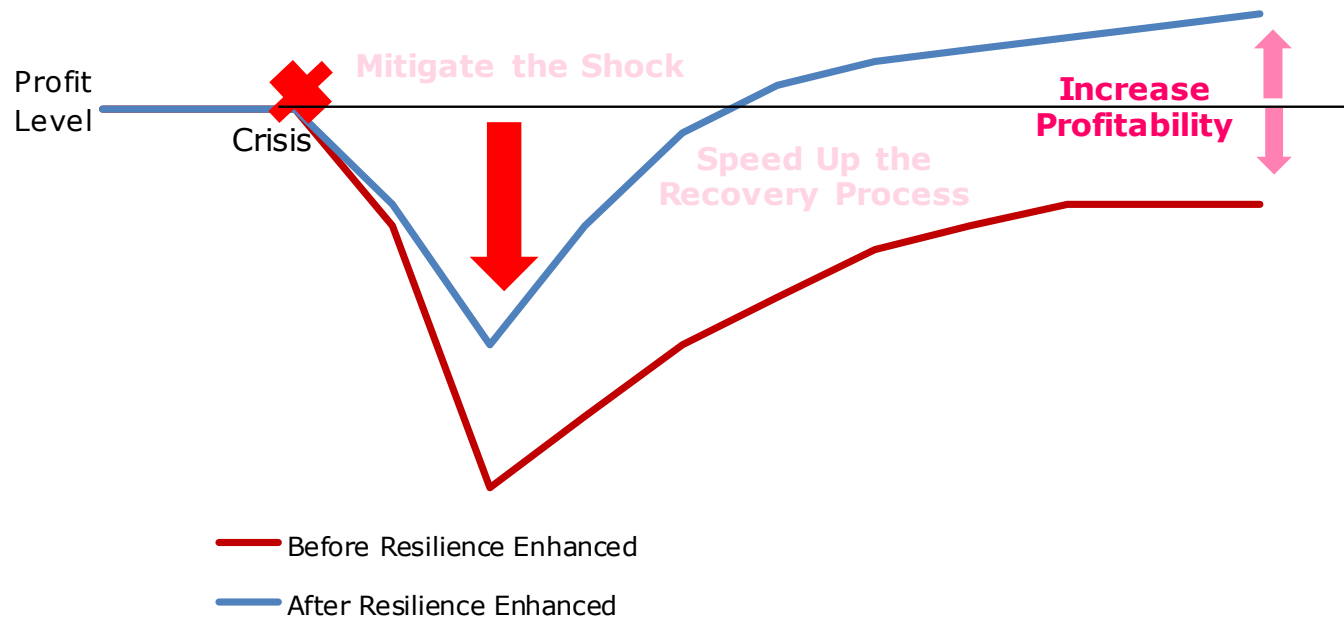 Mitigate the Shock
Profit
Level
Increase
Profitability
Crisis
Speed Up the
Recovery Process
Before Resilience Enhanced
After Resilience Enhanced